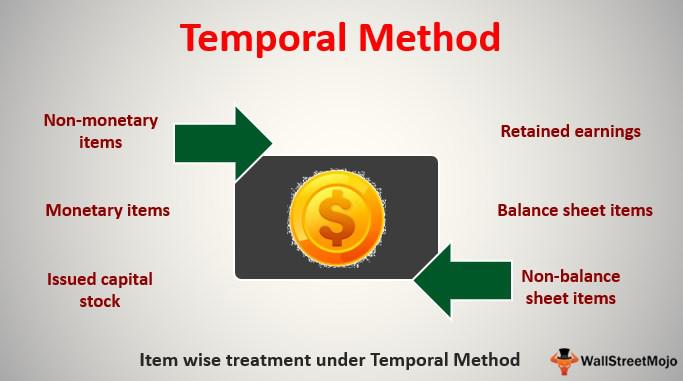 Temporal Method
Non-monetary
items
Monetary items
Issued capital
stock
Retained earnings
Balance sheet items
Non-balance
sheet items
$
Item wise treatment under Temporal Method
WallStreetMojo